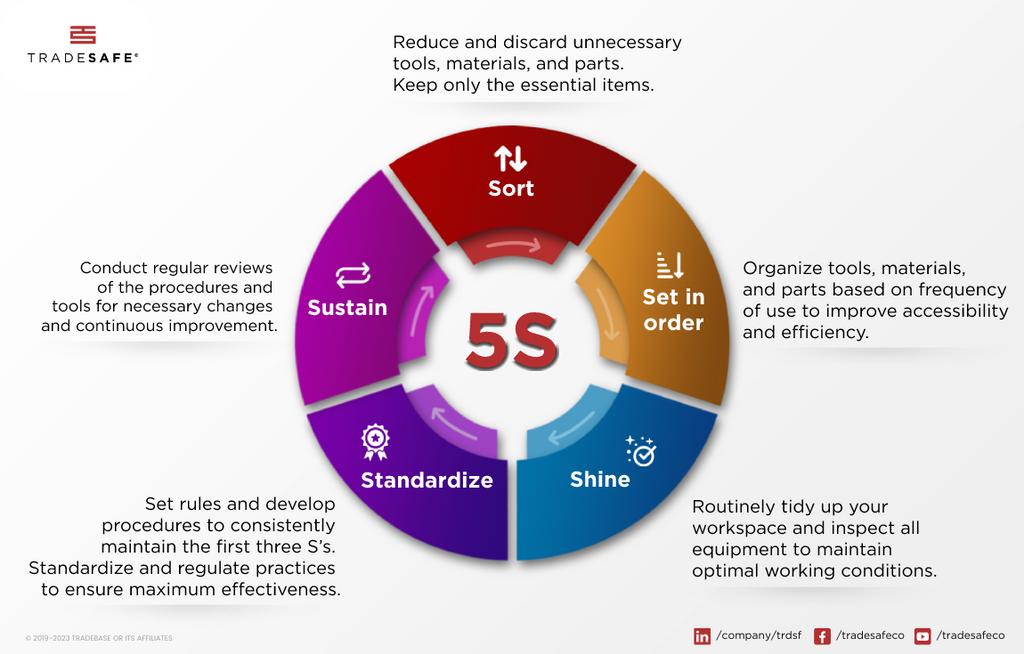 TRADESAFE®
Reduce and discard unnecessary
tools, materials, and parts.
Keep only the essential items.
Sort
Set in
order
Organize tools, materials,
and parts based on frequency
of use to improve accessibility
and efficiency.
Shine
Routinely tidy up your
workspace and inspect all
equipment to maintain
optimal working conditions.
Standardize
Set rules and develop
procedures to consistently
maintain the first three S's.
Standardize and regulate practices
to ensure maximum effectiveness.
Sustain
Conduct regular reviews
of the procedures and
tools for necessary changes
and continuous improvement.
5S
© 2019-2023 TRADEBASE OR ITS AFFILIATES
in /company/trdsf
f /tradesafeco
/tradesafeco